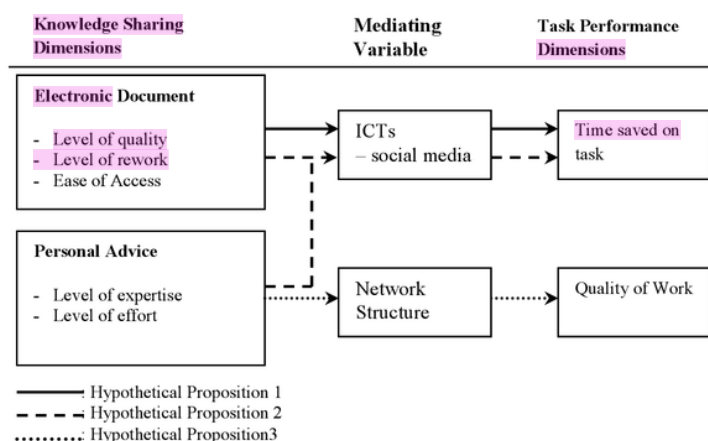 Knowledge Sharing
Dimensions
Mediating
Variable
Task Performance
Dimensions
Electronic Document
- Level of quality
- Level of rework
- Ease of Access
ICTs
– social media
Time saved on
task
Personal Advice
- Level of expertise
- Level of effort
Network
Structure
Quality of Work
: Hypothetical Proposition 1
: Hypothetical Proposition 2
: Hypothetical Proposition3